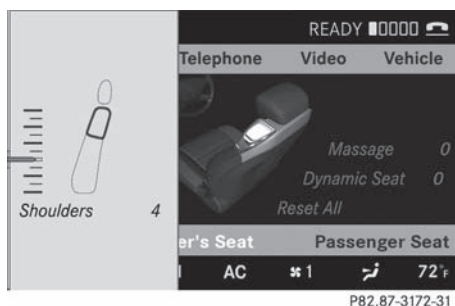 READY
Telephone Video Vehicle
Massage 0
Dynamic Seat 0
Shoulders 4
Reset All
er's Seat Passenger Seat
AC 1 72°F
P82.87-3172-31